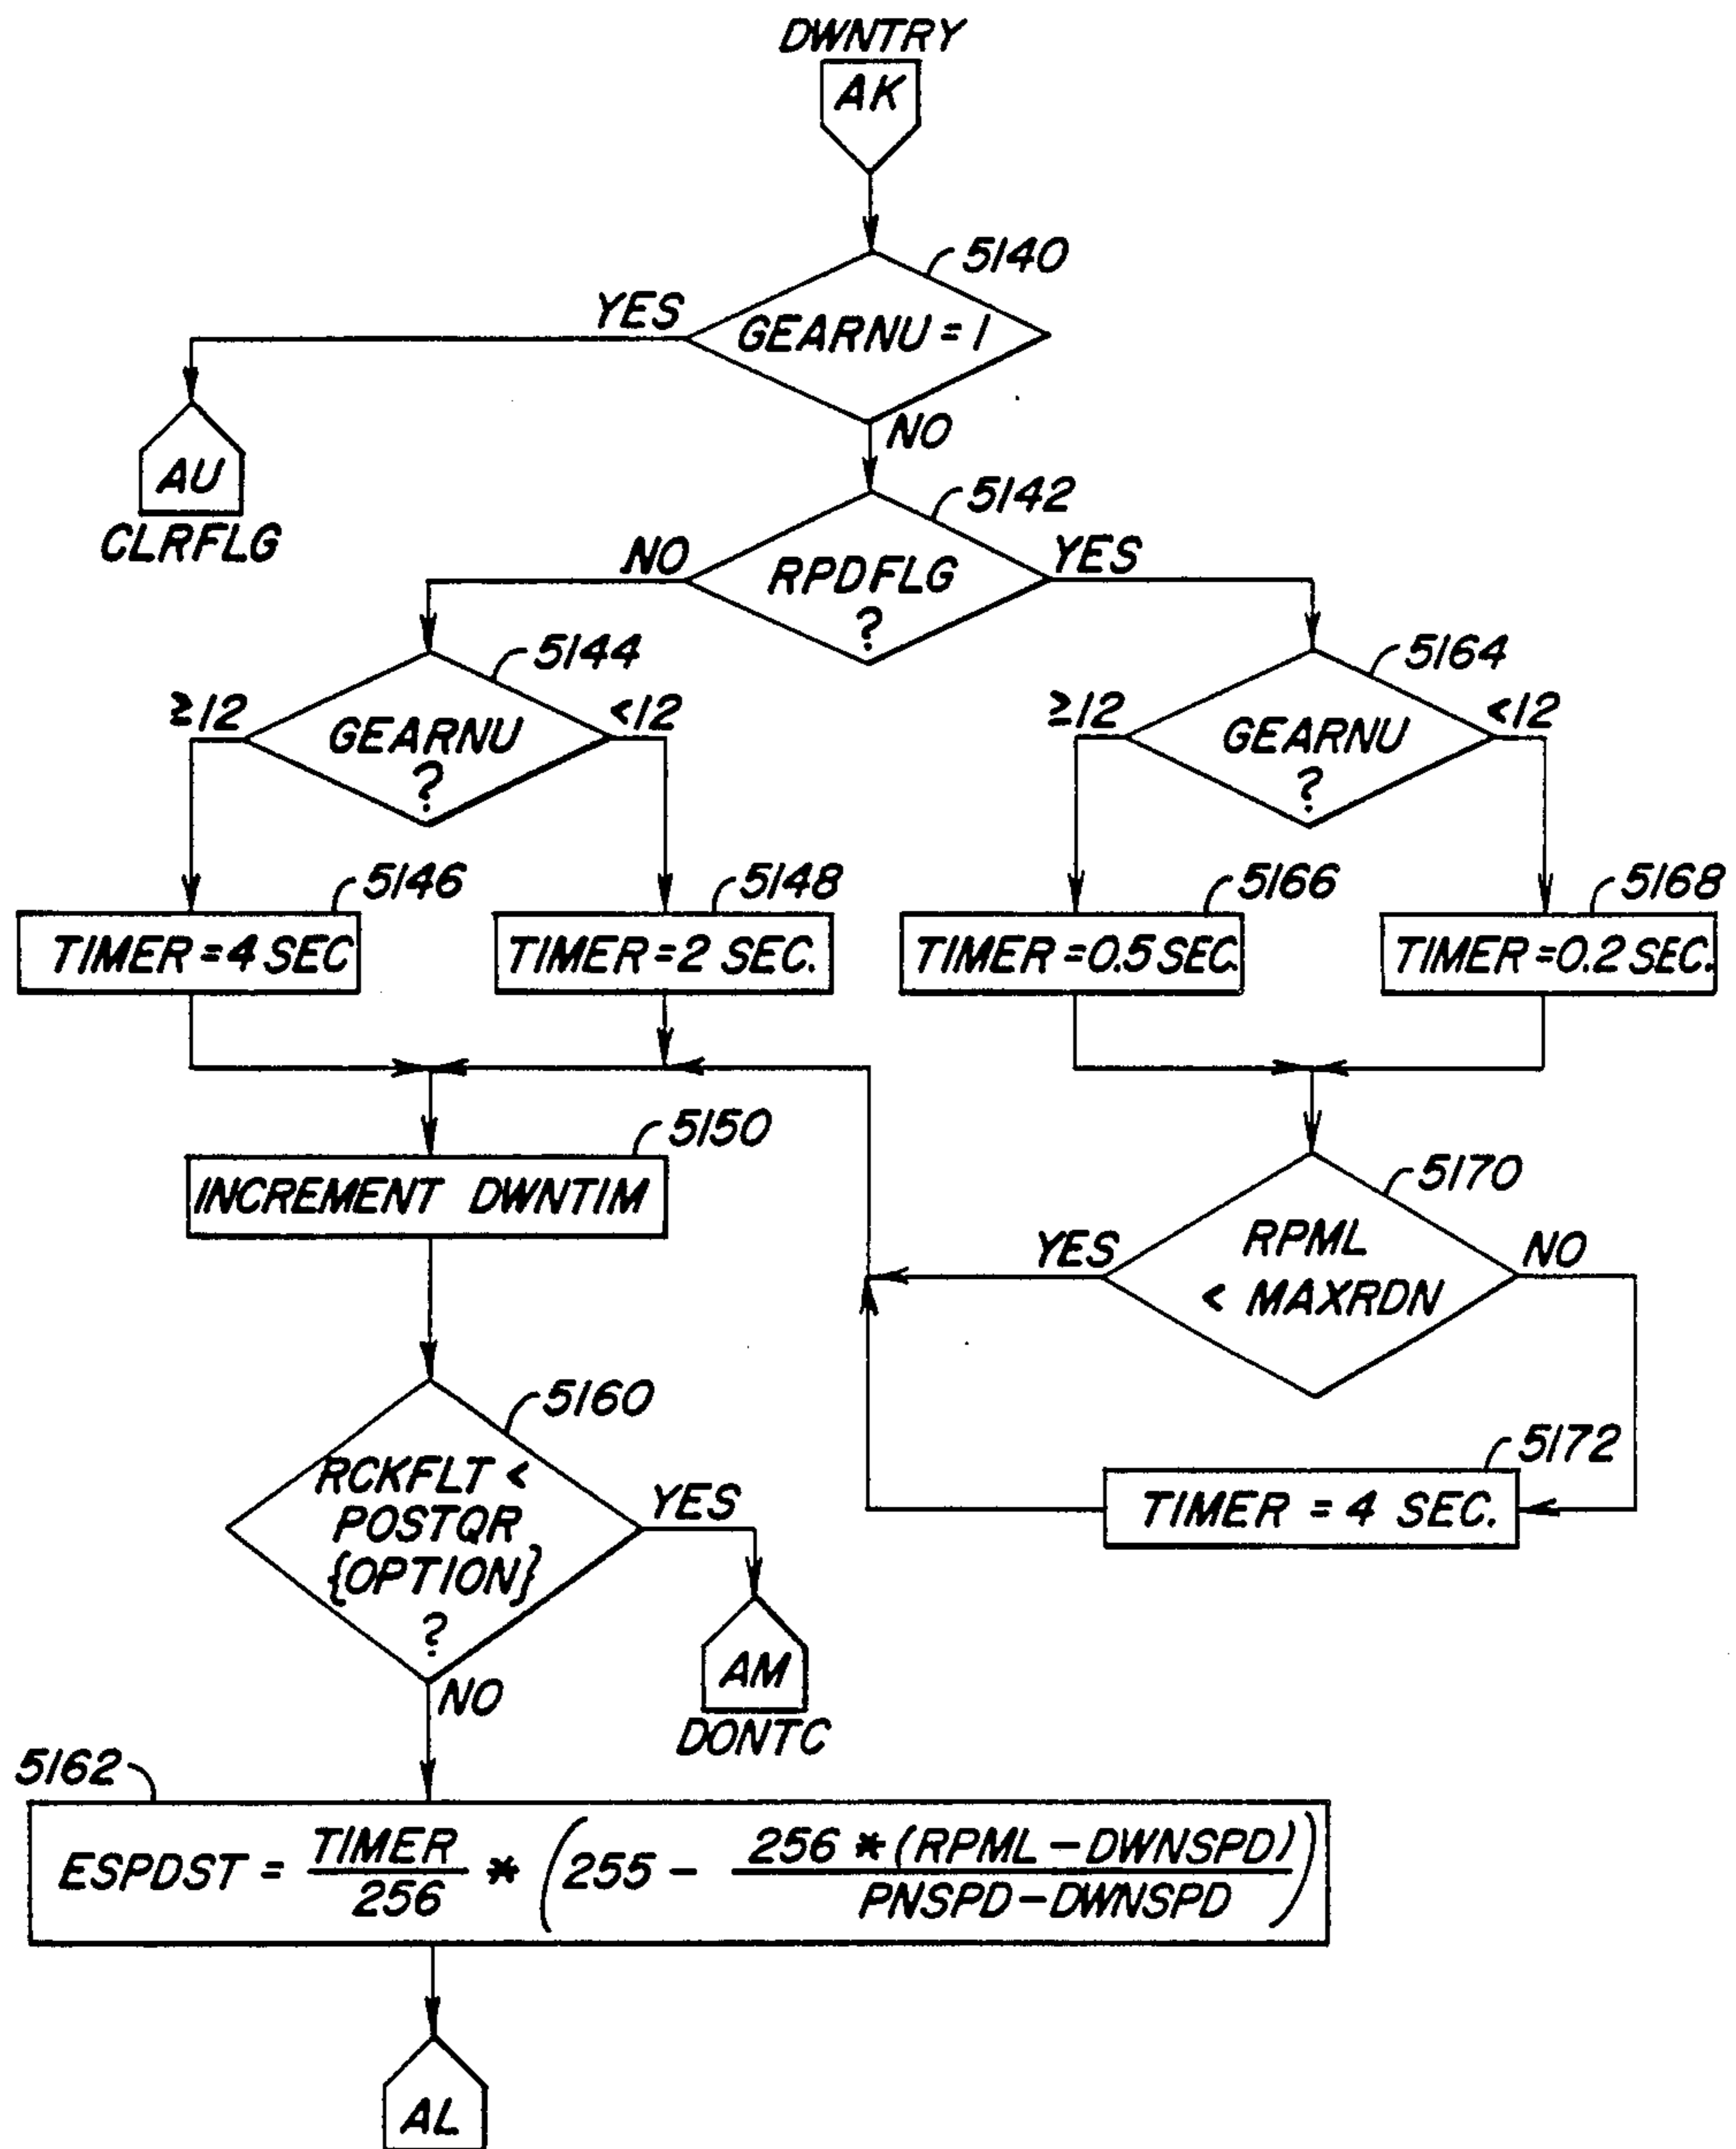 DWNTRY
AK
5140
YES
GEARNU = 1
NO
AU
CLRFLG
5142
NO
YES
RPDFLG
?
5144
5164
≥12
<12
≥12
<12
GEARNU
?
GEARNU
?
5146
5148
5166
5168
TIMER = 4 SEC
TIMER = 2 SEC.
TIMER = 0.5 SEC.
TIMER = 0.2 SEC.
5150
INCREMENT DWNTIM
5170
YES
RPML
< MAXRDN
NO
5160
RCKFLT <
POSTQR
{OPTION}
?
YES
5172
TIMER = 4 SEC.
AM
DONTC
NO
5162
ESPDST = TIMER/256 * (255 - 256 * (RPML - DWNSPD)/PNSPD - DWNSPD)
AL